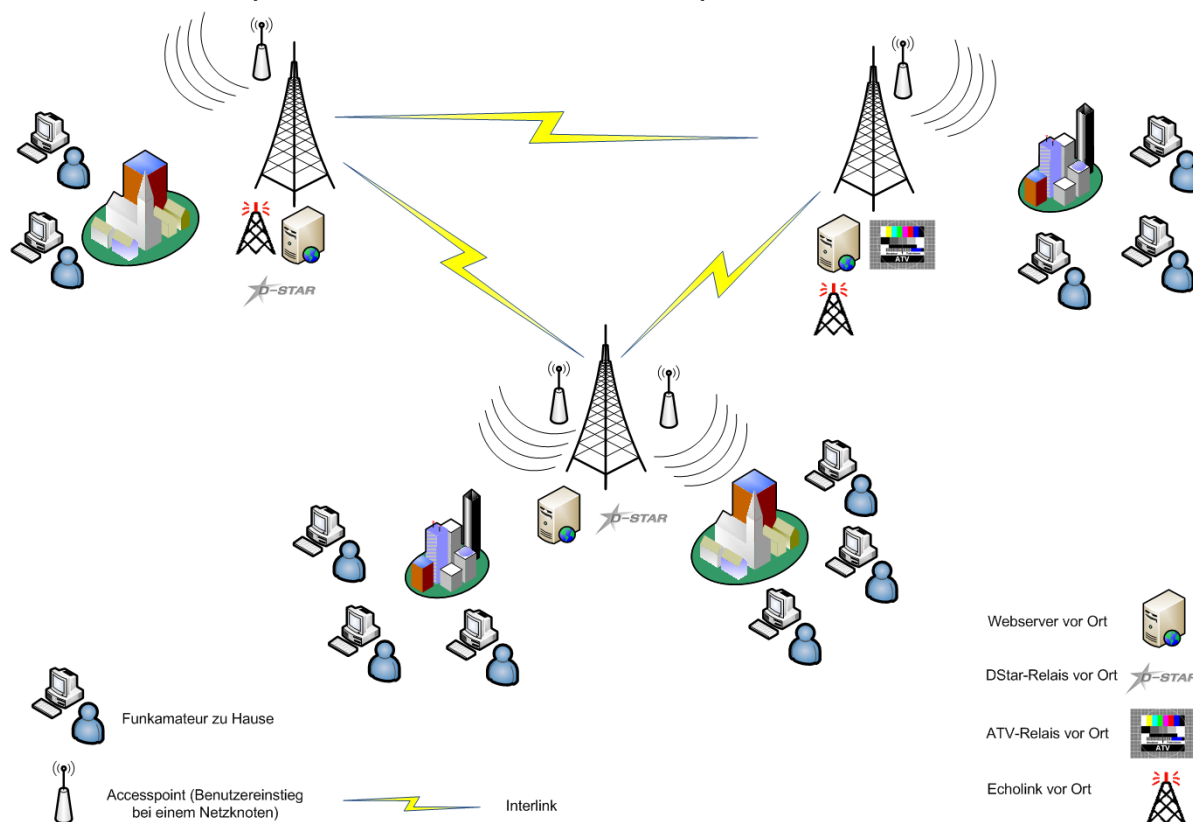 D-STAR
ATV
D-STAR
Webserver vor Ort
DStar-Relais vor Ort
D-STAR
ATV-Relais vor Ort
ATV
Echolink vor Ort
Funkamateur zu Hause
Accesspoint (Benutzereinstieg
bei einem Netzknoten)
Interlink